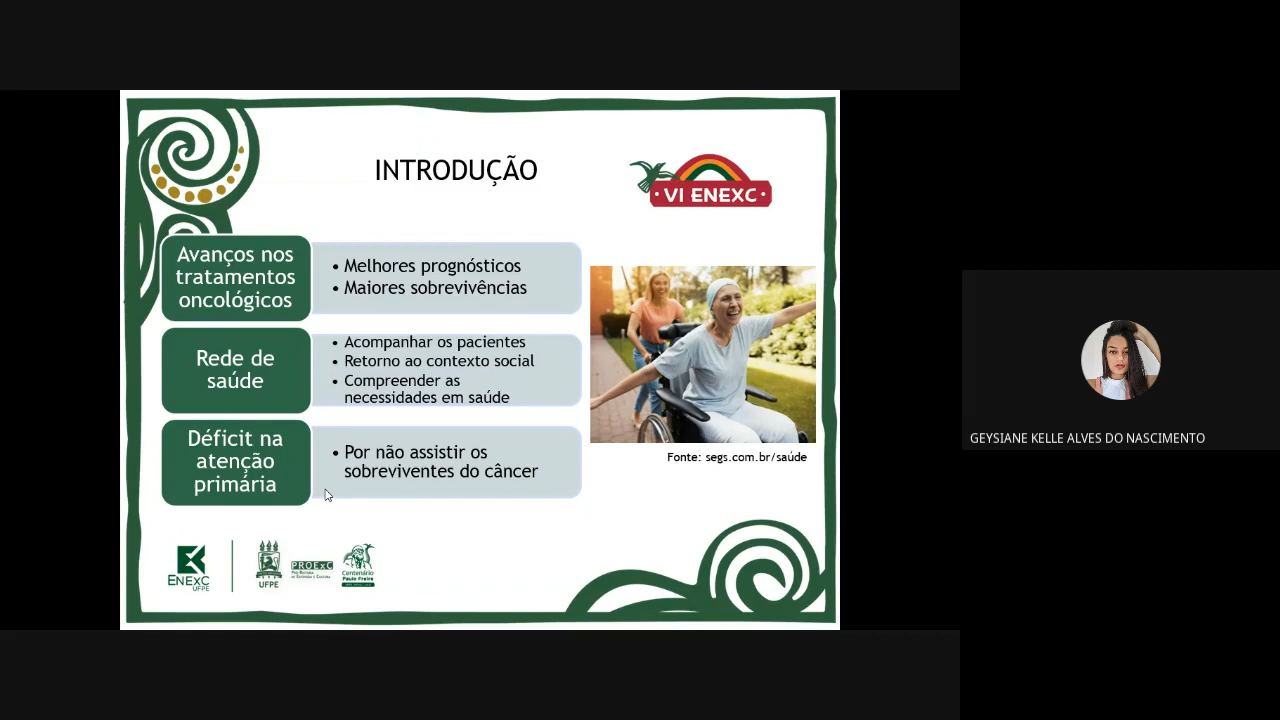 INTRODUÇÃO
• VI ENEXC •
Avanços nos
tratamentos
oncológicos
• Melhores prognósticos
• Maiores sobrevivências
Rede de
saúde
• Acompanhar os pacientes
• Retorno ao contexto social
• Compreender as
necessidades em saúde
Déficit na
atenção
primária
• Por não assistir os
sobreviventes do câncer
Fonte: segs.com.br/saúde
ENEXC
UFPE
UFPE
PROExC
Centenário
Paulo Freire
GEYSIANE KELLE ALVES DO NASCIMENTO